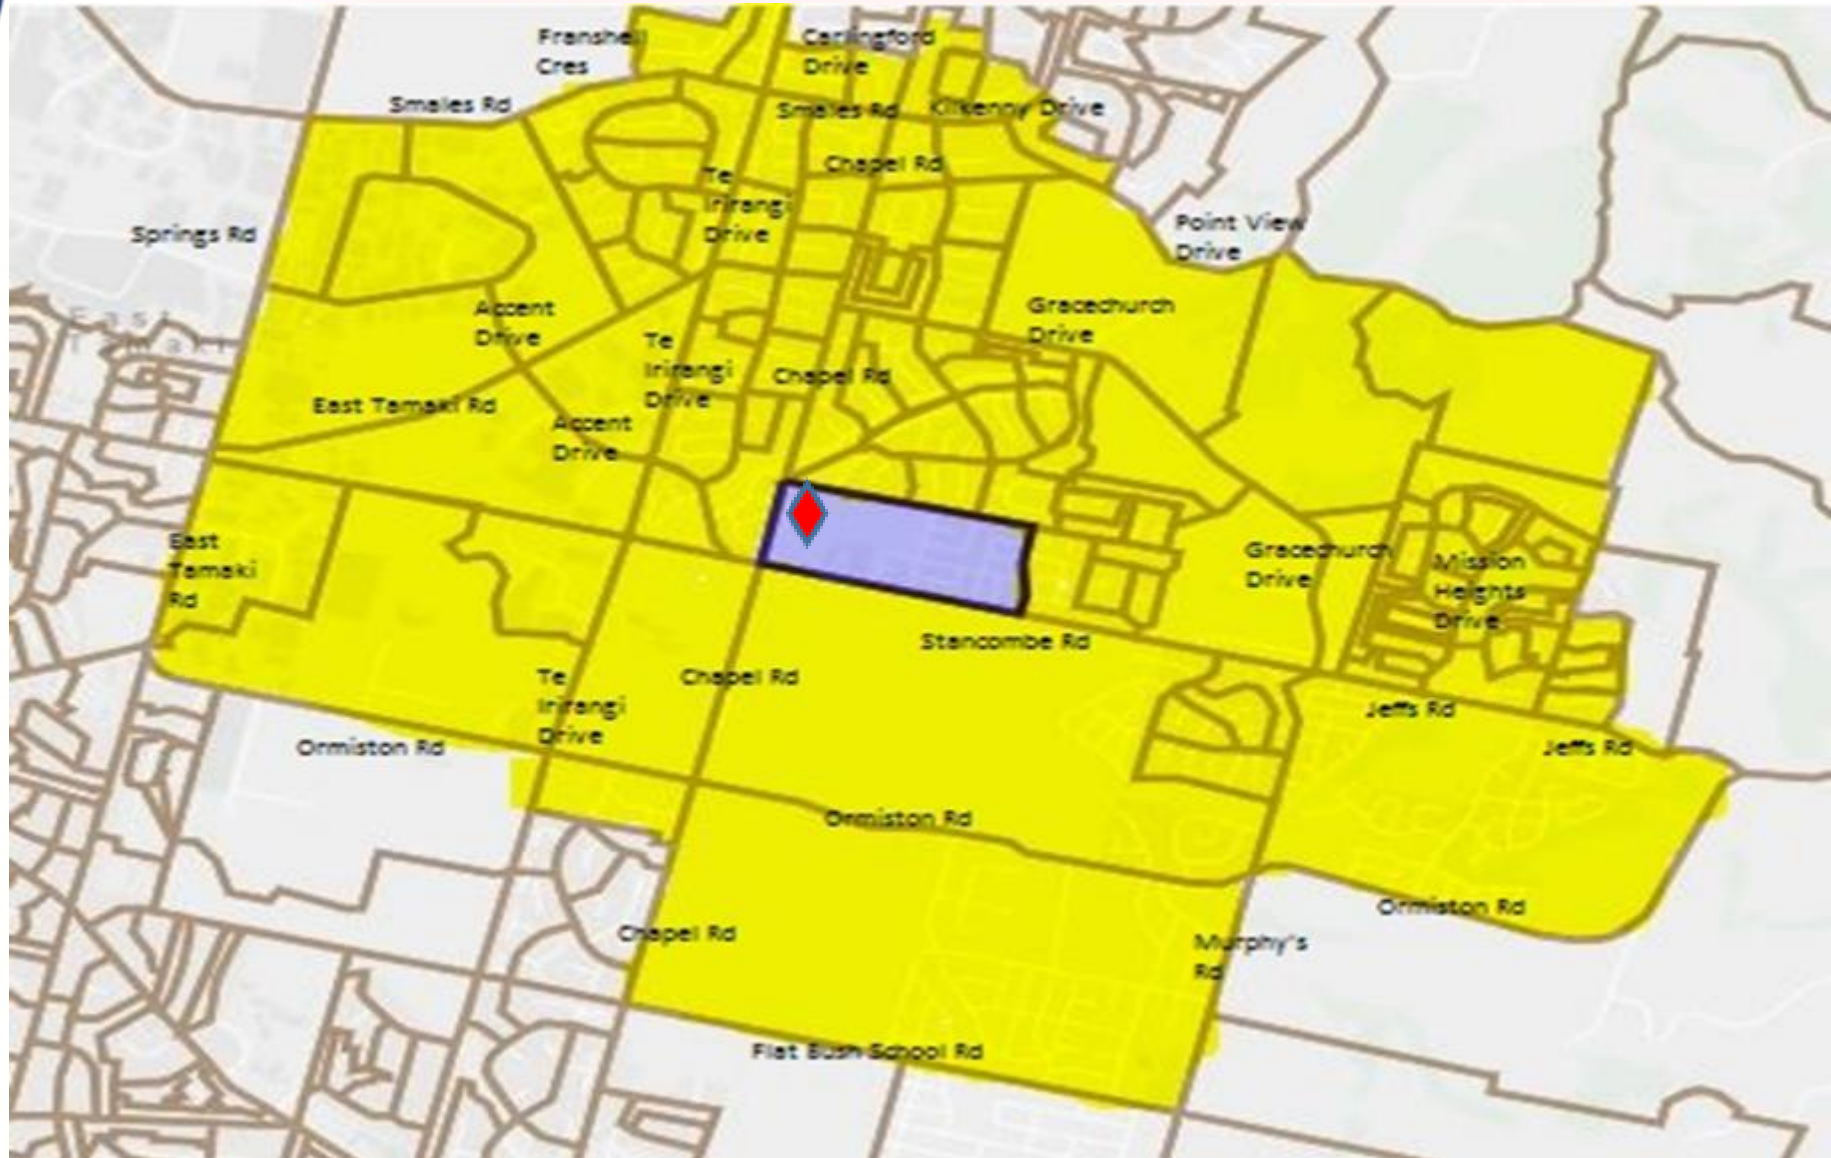 Franshell
Cres
Carlingford
Drive
Smales Rd
Smales Rd
Kilkenny Drive
Chapel Rd
Te
Irirangi
Drive
Springs Rd
Point View
Drive
Accent
Drive
Gracechurch
Drive
East
Tamaki
Te
Irirangi
Drive
Chapel Rd
East Tamaki Rd
Accent
Drive
East
Tamaki
Rd
Gracechurch
Drive
Mission
Heights
Drive
Stancombe Rd
Te
Irirangi
Drive
Chapel Rd
Jeffs Rd
Jeffs Rd
Ormiston Rd
Ormiston Rd
Ormiston Rd
Chapel Rd
Murphy's
Rd
Flat Bush School Rd